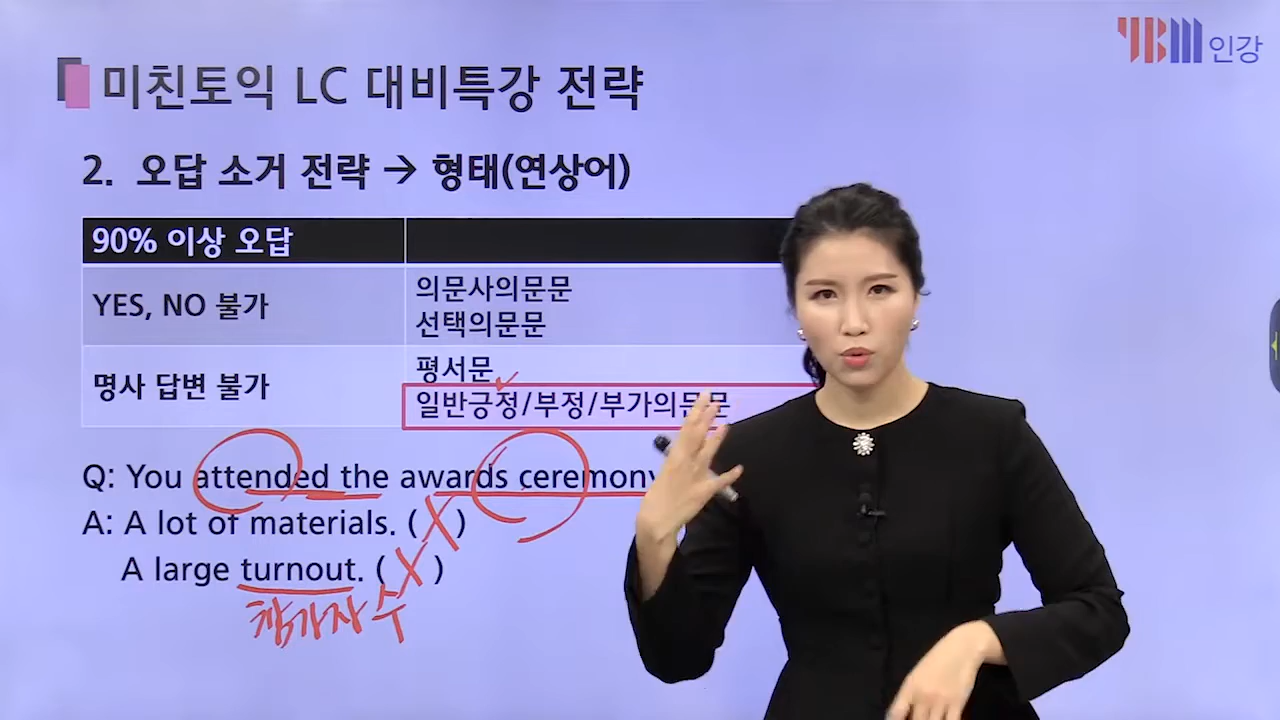 YBM 인강
미친토익 LC 대비특강 전략
2. 오답 소거 전략 → 형태(연상어)
90% 이상 오답
YES, NO 불가
의문사의문문
선택의문문
명사 답변 불가
평서문
일반긍정/부정/부가의문문
Q: You attended the awards ceremony
A: A lot of materials. (X)
A large turnout. (X)
참가자 수